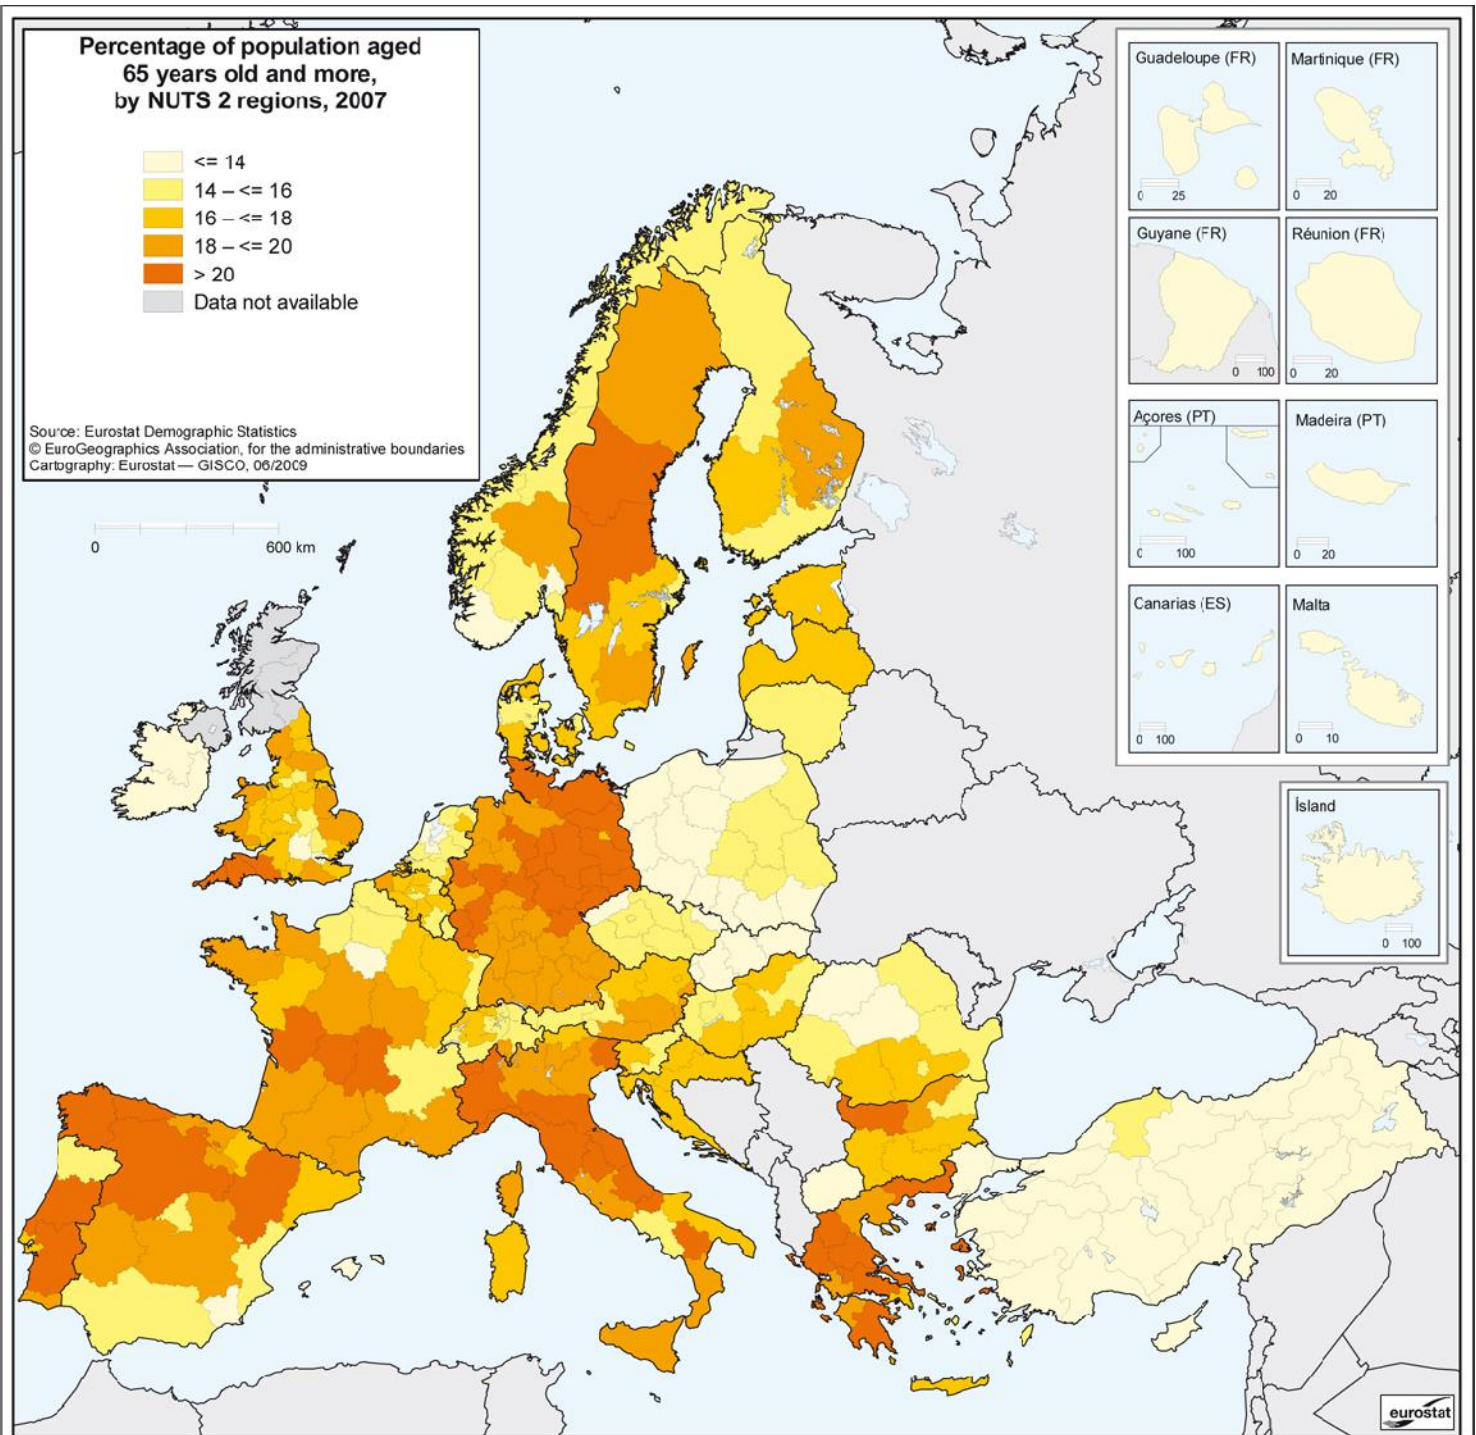 Percentage of population aged
65 years old and more,
by NUTS 2 regions, 2007
<= 14
14 – <= 16
16 – <= 18
18 – <= 20
> 20
Data not available
Source: Eurostat Demographic Statistics
© EuroGeographics Association, for the administrative boundaries
Cartography: Eurostat — GISCO, 06/2009
0 600 km
Guadeloupe (FR)
0 25
Martinique (FR)
0 20
Guyane (FR)
0 100
Réunion (FR)
0 20
Açores (PT)
0 100
Madeira (PT)
0 20
Canarias (ES)
0 100
Malta
0 10
Ísland
0 100
eurostat